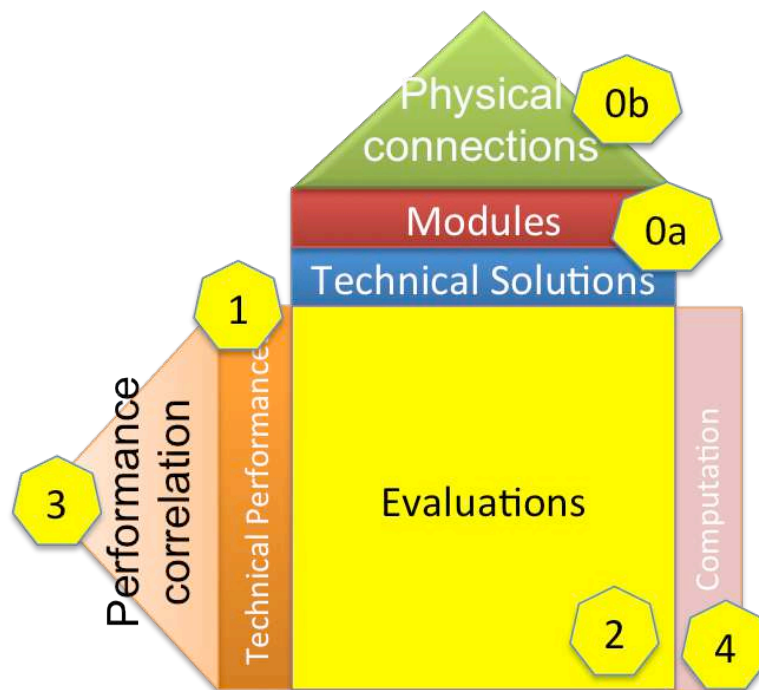 Physical
connections
0b
Modules
0a
Technical Solutions
1
Performance
correlation
3
Technical Performance
Evaluations
2
Computation
4